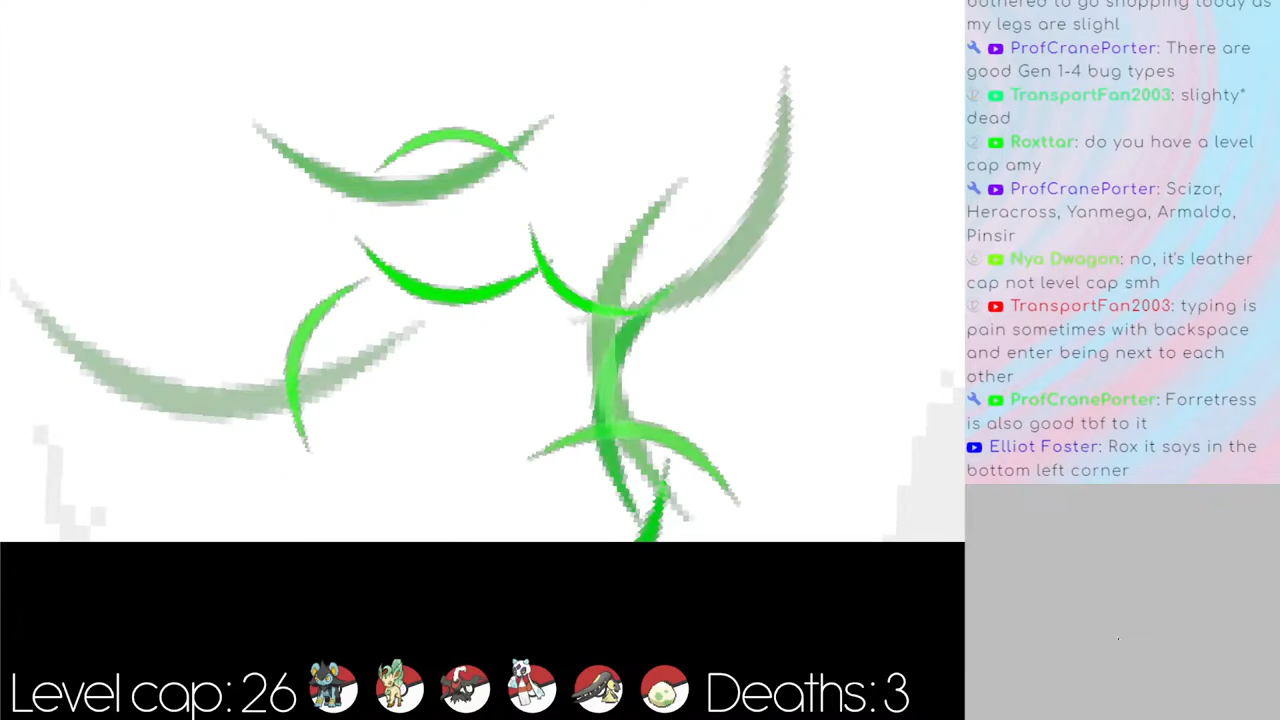 bothered to go shopping today as
my legs are slighl
ProfCranePorter: There are
good Gen 1-4 bug types
TransportFan2003: slighty*
dead
Roxttar: do you have a level
cap amy
ProfCranePorter: Scizor,
Heracross, Yanmega, Armaldo,
Pinsir
Nya Dwagon: no, it's leather
cap not level cap smh
TransportFan2003: typing is
pain sometimes with backspace
and enter being next to each
other
ProfCranePorter: Forretress
is also good tbf to it
Elliot Foster: Rox it says in the
bottom left corner
Level cap: 26 Deaths: 3